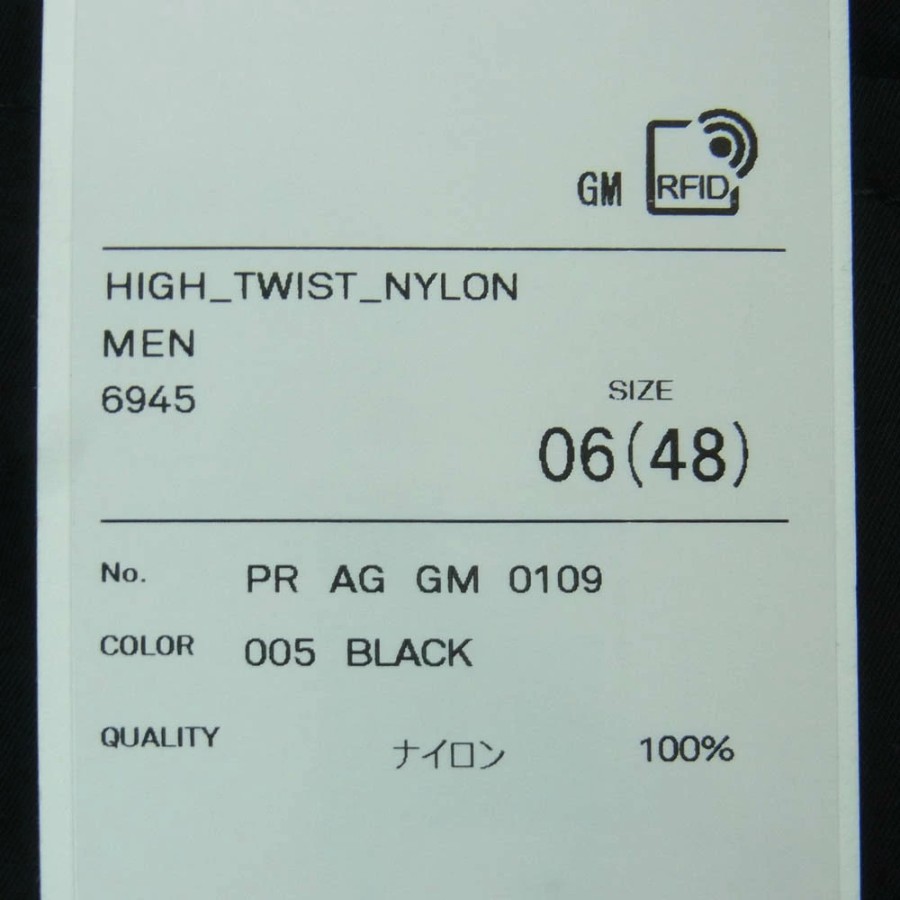 GM RFID
HIGH_TWIST_NYLON
MEN
6945
SIZE
06(48)
No. PR AG GM 0109
COLOR 005 BLACK
QUALITY ナイロン 100%